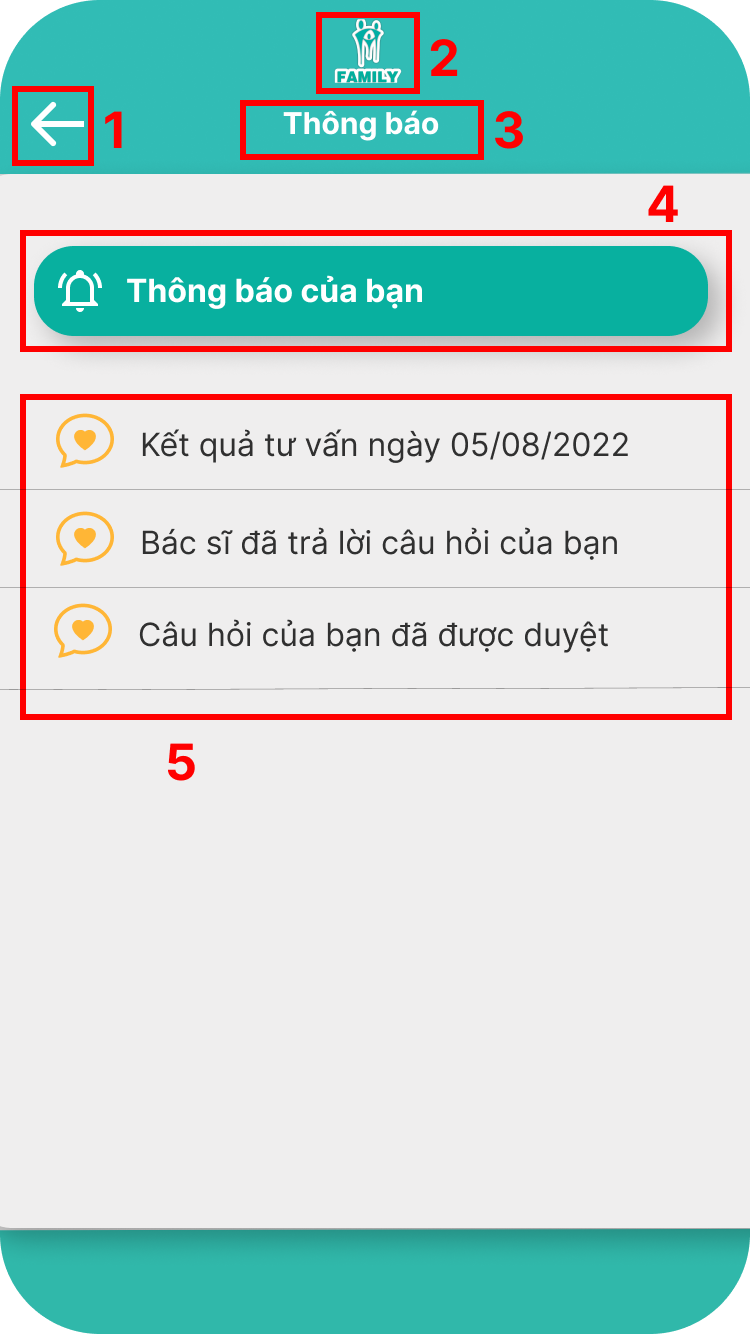 FAMILY
2
1
Thông báo
3
4
Thông báo của bạn
Kết quả tư vấn ngày 05/08/2022
Bác sĩ đã trả lời câu hỏi của bạn
Câu hỏi của bạn đã được duyệt
5